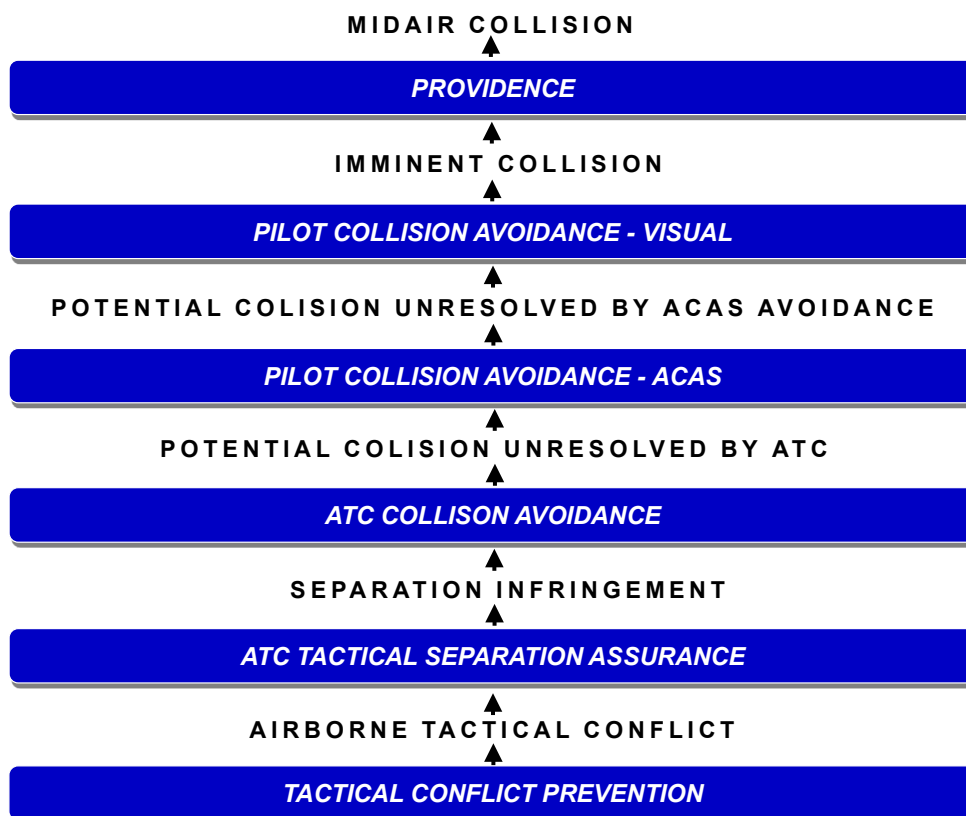 MIDAIR COLLISION
PROVIDENCE
IMMINENT COLLISION
PILOT COLLISION AVOIDANCE - VISUAL
POTENTIAL COLISION UNRESOLVED BY ACAS AVOIDANCE
PILOT COLLISION AVOIDANCE - ACAS
POTENTIAL COLISION UNRESOLVED BY ATC
ATC COLLISON AVOIDANCE
SEPARATION INFRINGEMENT
ATC TACTICAL SEPARATION ASSURANCE
AIRBORNE TACTICAL CONFLICT
TACTICAL CONFLICT PREVENTION